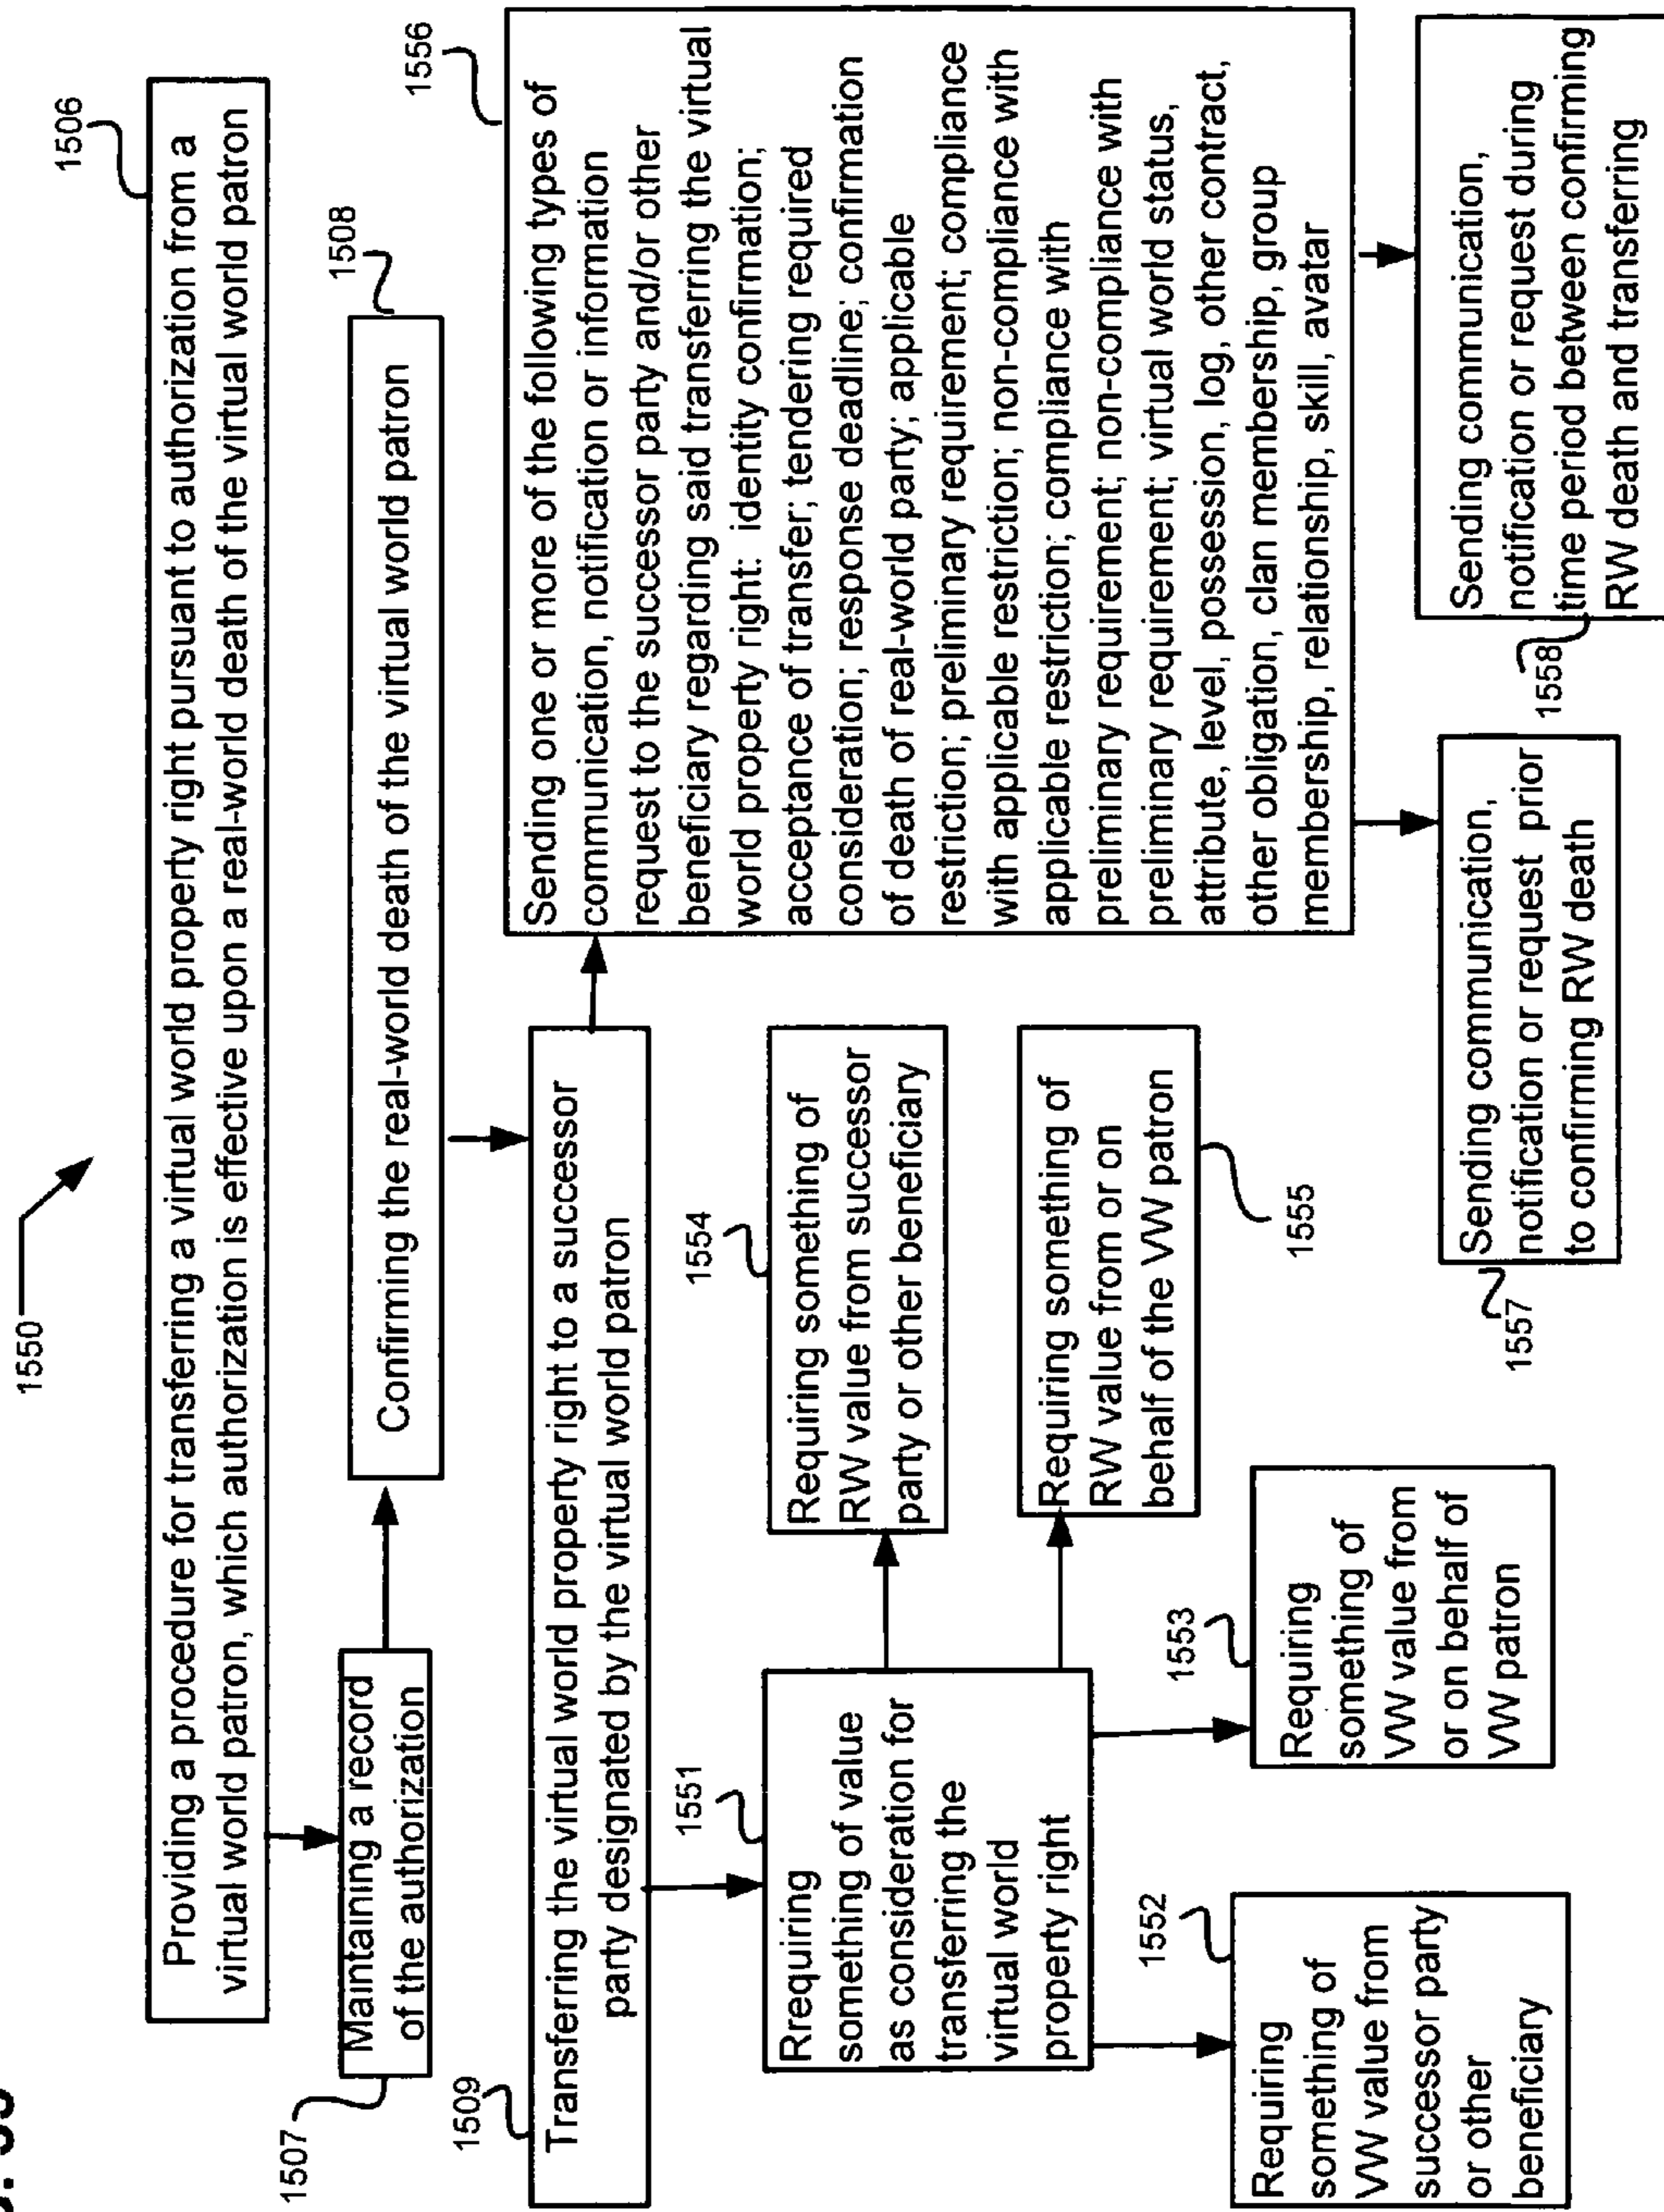 1550
1506
Providing a procedure for transferring a virtual world property right pursuant to authorization from a
virtual world patron, which authorization is effective upon a real-world death of the virtual world patron
1507
Maintaining a record
of the authorization
1508
Confirming the real-world death of the virtual world patron
1509
Transferring the virtual world property right to a successor
party designated by the virtual world patron
1551
Rrequiring
something of value
as consideration for
transferring the
virtual world
property right
1552
Requiring
something of
VW value from
successor party
or other
beneficiary
1553
Requiring
something of
VW value from
or on behalf of
VW patron
1554
Requiring something of
RW value from successor
party or other beneficiary
1555
Requiring something of
RW value from or on
behalf of the VW patron
1556
Sending one or more of the following types of
communication, notification or information
request to the successor party and/or other
beneficiary regarding said transferring the virtual
world property right: identity confirmation;
acceptance of transfer; tendering required
consideration; response deadline; confirmation
of death of real-world party; applicable
restriction; preliminary requirement; compliance
with applicable restriction; non-compliance with
applicable restriction; compliance with
preliminary requirement; non-compliance with
preliminary requirement; virtual world status,
attribute, level, possession, log, other contract,
other obligation, clan membership, group
membership, relationship, skill, avatar
1557
Sending communication,
notification or request prior
to confirming RW death
1558
Sending communication,
notification or request during
time period between confirming
RW death and transferring